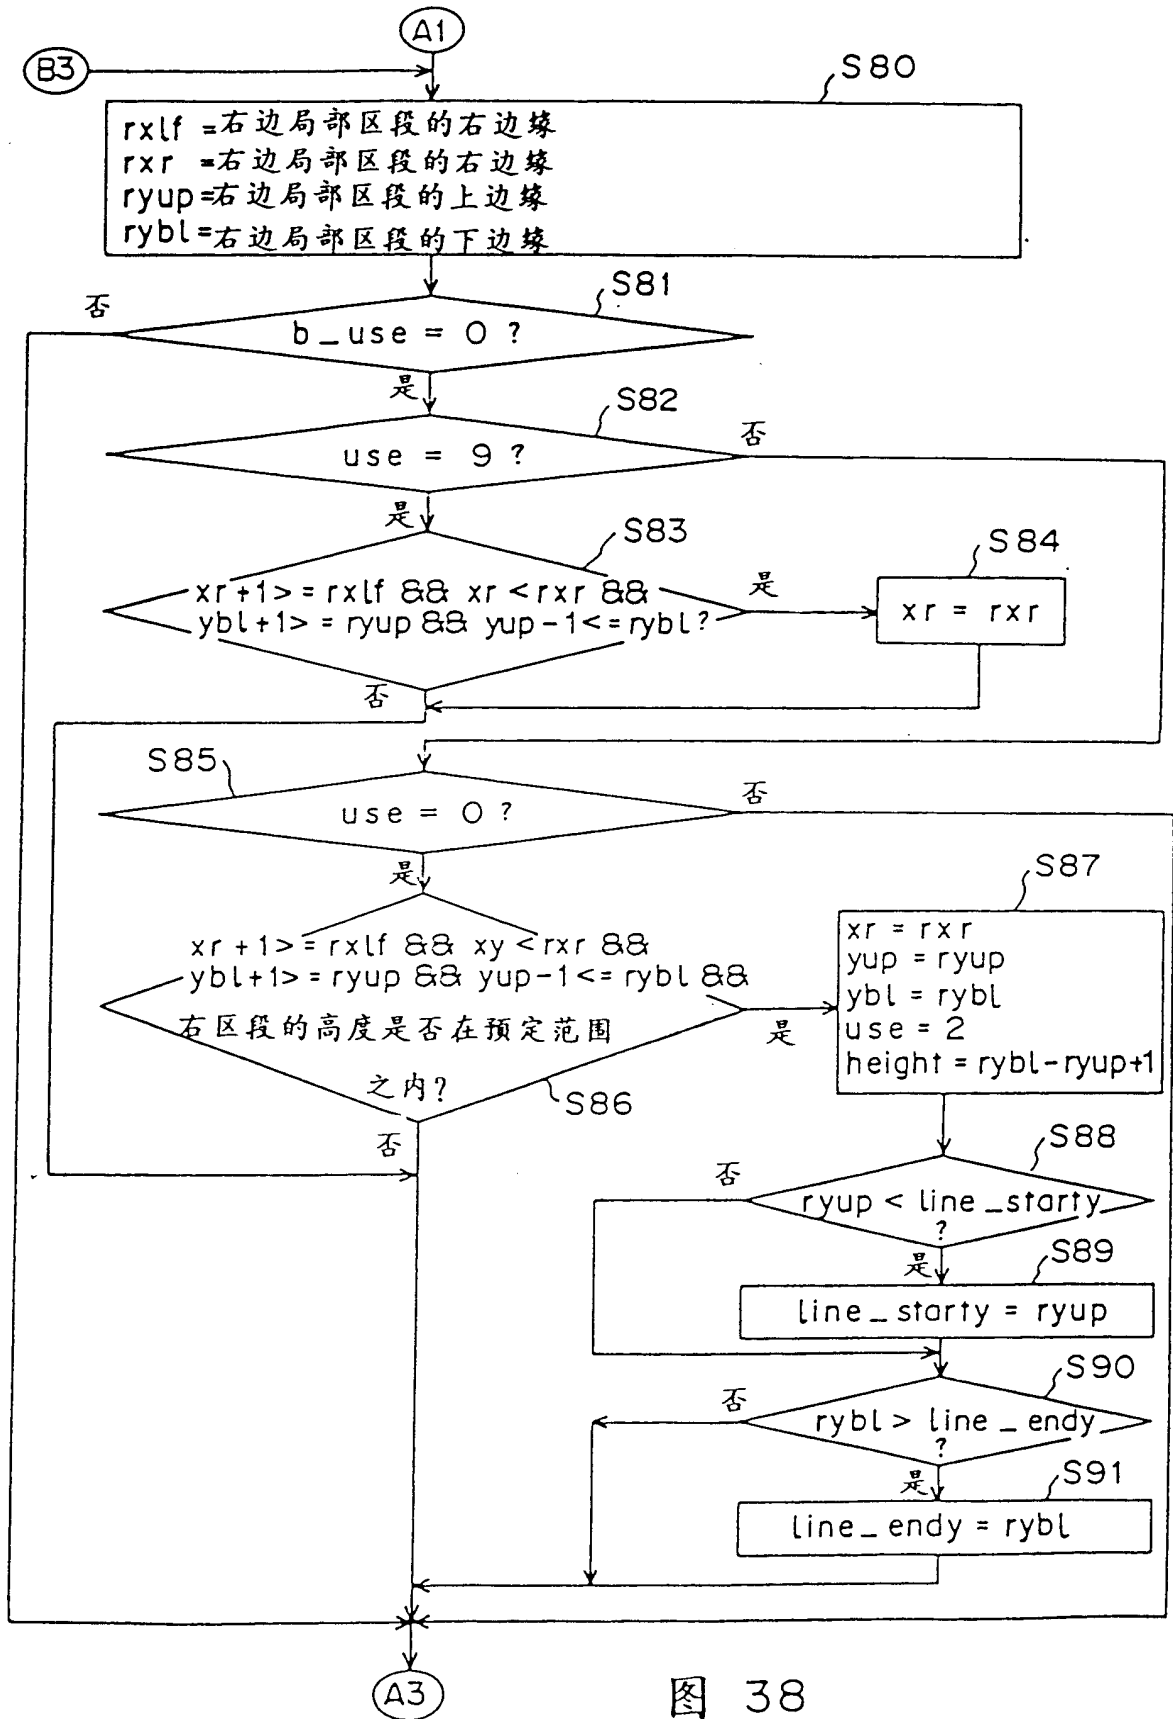 A1
B3
S80
rxlf =右边局部区段的右边缘
rxr =右边局部区段的右边缘
ryup=右边局部区段的上边缘
rybl=右边局部区段的下边缘
S81
否
b_use = 0 ?
是
S82
否
use = 9 ?
是
S83
xr+1>=rxlf && xr<rxr &&
ybl+1>=ryup && yup-1<=rybl?
是
S84
xr = rxr
否
S85
use = 0 ?
否
是
xr+1>=rxlf && xy<rxr &&
ybl+1>=ryup && yup-1<=rybl &&
右区段的高度是否在预定范围
之内?
是
S86
否
S87
xr = rxr
yup = ryup
ybl = rybl
use = 2
height = rybl-ryup+1
S88
否
ryup < line_starty
?
是
S89
line_starty = ryup
S90
否
rybl > line_endy
?
是
S91
line_endy = rybl
A3
图 38